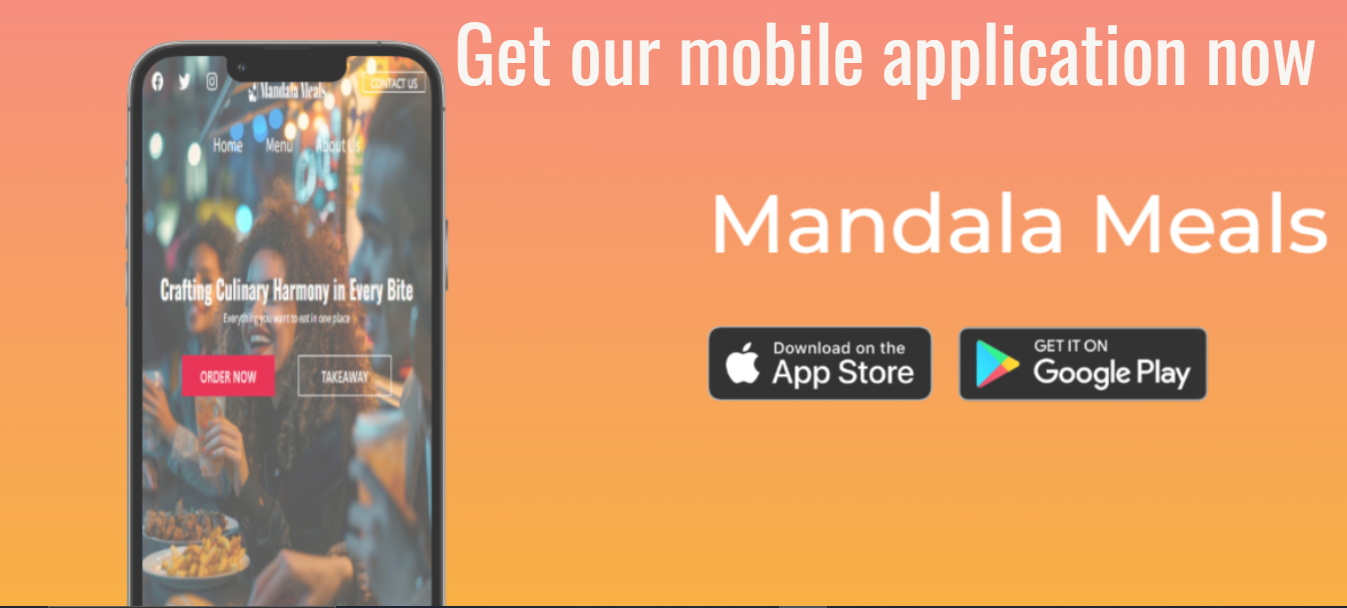 Get our mobile application now
CONTACT US
Mandala Meals
Home Menu About Us
Crafting Culinary Harmony in Every Bite
Everything you want to eat in one place
ORDER NOW TAKEAWAY
Mandala Meals
Download on the
App Store
GET IT ON
Google Play